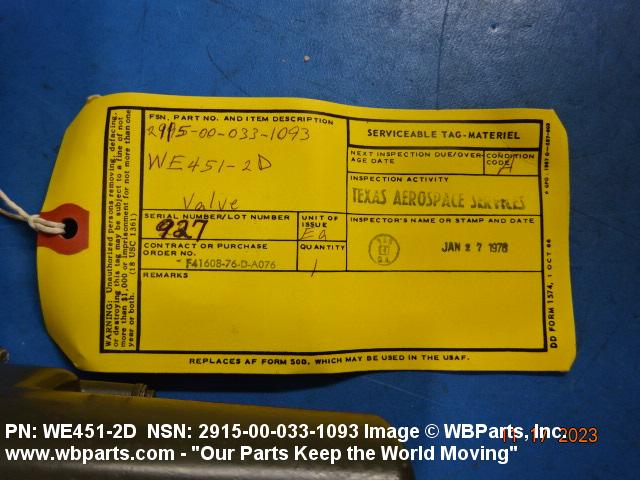 WARNING: Unauthorized persons removing, defacing,
or destroying this tag may be subject to a fine of not
more than $1,000 or imprisonment for not more than one
year or both. (18 USC 1361)
FSN, PART NO. AND ITEM DESCRIPTION
2915-00-033-1093
WE451-2D
Valve
SERIAL NUMBER/LOT NUMBER
927
UNIT OF
ISSUE
Ea
CONTRACT OR PURCHASE
ORDER NO.
F41608-76-D-A076
QUANTITY
1
REMARKS
SERVICEABLE TAG-MATERIEL
NEXT INSPECTION DUE/OVER-
AGE DATE
CONDITION
CODE
A
INSPECTION ACTIVITY
TEXAS AEROSPACE SERVICES
INSPECTOR'S NAME OR STAMP AND DATE
JAN 27 1978
DD FORM 1574, 1 OCT 66
REPLACES AF FORM 50D, WHICH MAY BE USED IN THE USAF.
11 17 2023
PN: WE451-2D NSN: 2915-00-033-1093 Image © WBParts, Inc.
www.wbparts.com - "Our Parts Keep the World Moving"